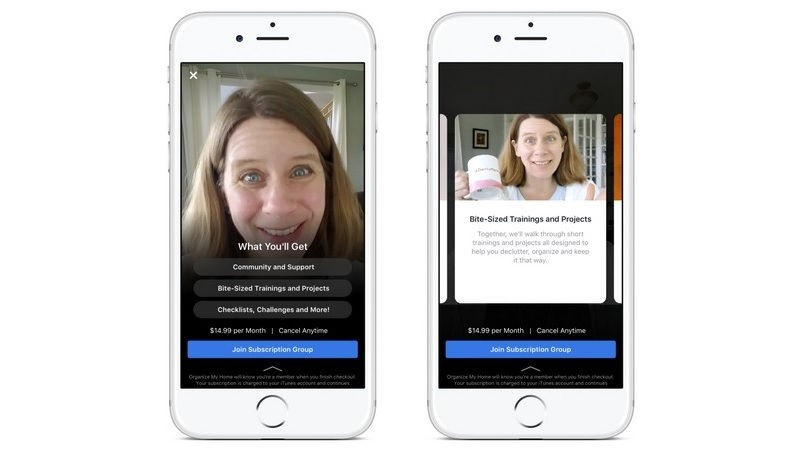 What You'll Get
Community and Support
Bite-Sized Trainings and Projects
Checklists, Challenges and More!
$14.99 per Month | Cancel Anytime
Join Subscription Group
Organize My Home will know you're a member when you finish checkout.
Your subscription is charged to your iTunes account and continues
Bite-Sized Trainings and Projects
Together, we'll walk through short
trainings and projects all designed to
help you declutter, organize and keep
it that way.
$14.99 per Month | Cancel Anytime
Join Subscription Group
Organize My Home will know you're a member when you finish checkout.
Your subscription is charged to your iTunes account and continues